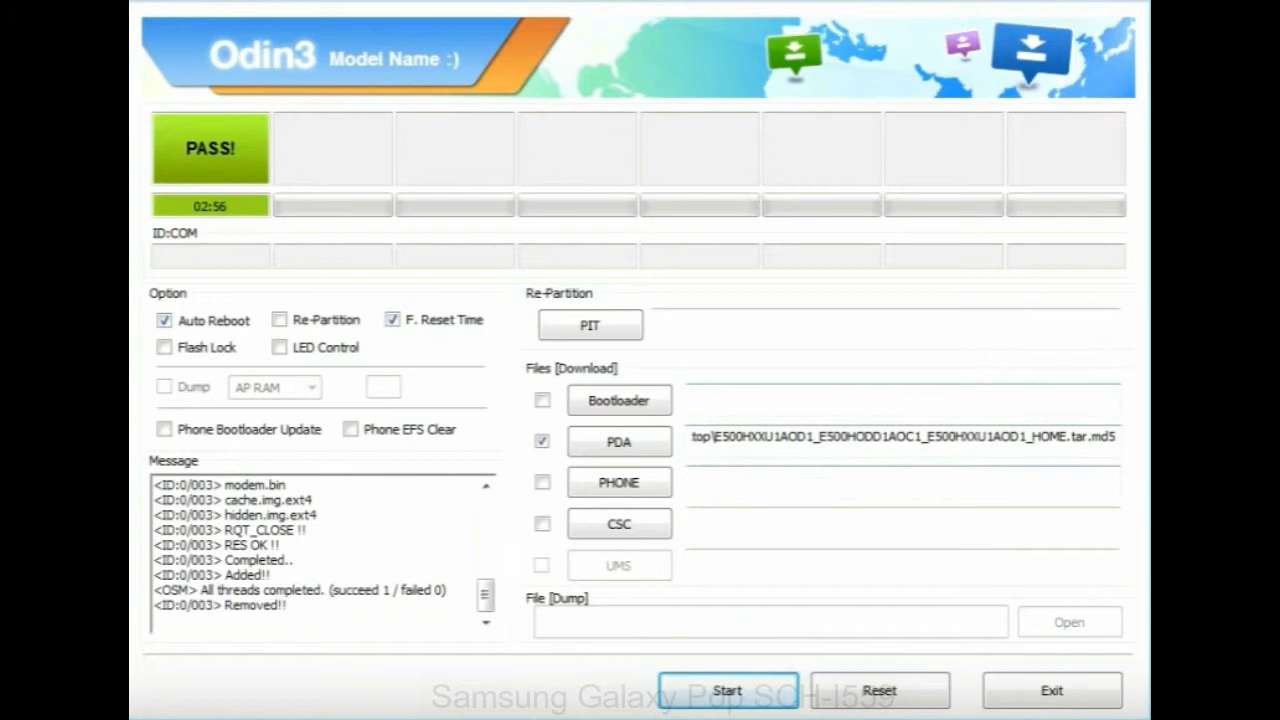 Odin3 Model Name :)
PASS!
02:56
ID:COM
Option
Auto Reboot Re-Partition F. Reset Time
Flash Lock LED Control
Dump AP RAM
Phone Bootloader Update Phone EFS Clear
Message
<ID:0/003> modem.bin
<ID:0/003> cache.img.ext4
<ID:0/003> hidden.img.ext4
<ID:0/003> RQT_CLOSE !!
<ID:0/003> RES OK !!
<ID:0/003> Completed..
<ID:0/003> Added!!
<OSM> All threads completed. (succeed 1 / failed 0)
<ID:0/003> Removed!!
Re-Partition
PIT
Files [Download]
Bootloader
PDA top\E500HXXU1AOD1_E500HODD1AOC1_E500HXXU1AOD1_HOME.tar.md5
PHONE
CSC
UMS
File [Dump]
Open
Start Reset Exit
Samsung Galaxy Pop SCH-I559